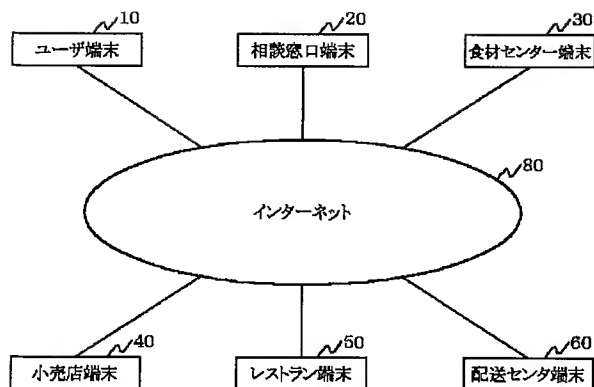 10
20
30
ユーザ端末
相談窓口端末
食材センター端末
80
インターネット
40
50
60
小売店端末
レストラン端末
配送センタ端末